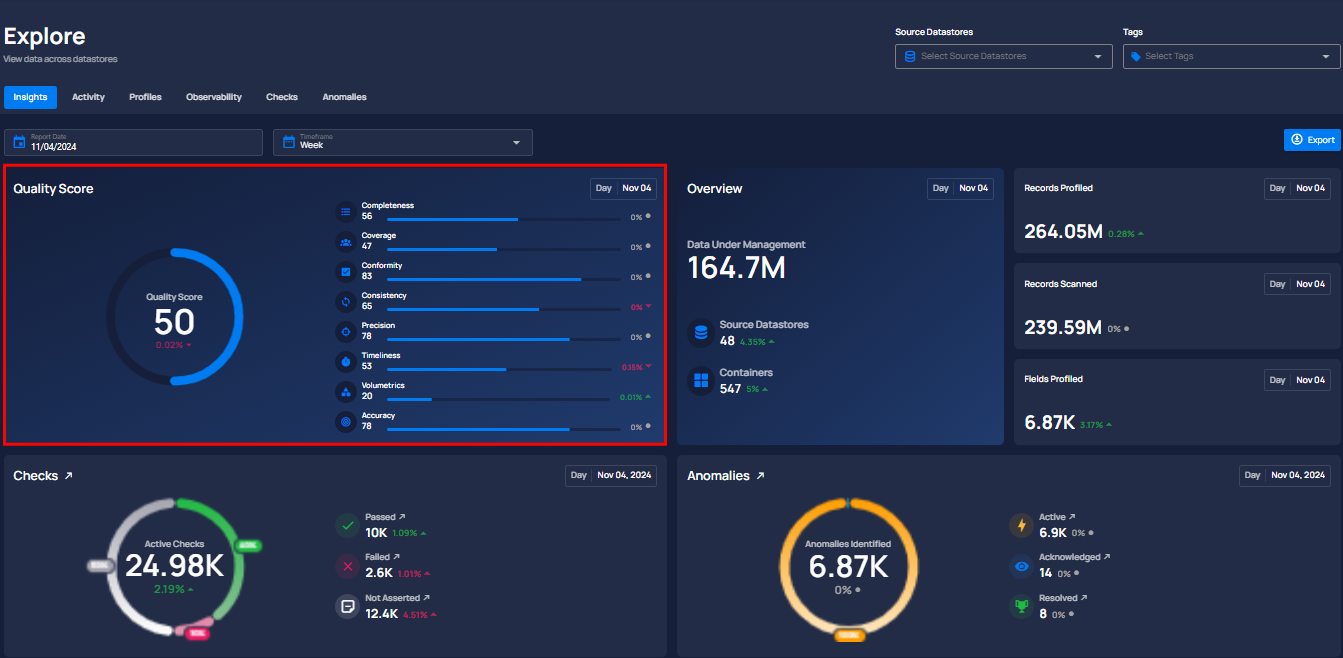 Explore
View data across datastores
Source Datastores
Select Source Datastores
Tags
Select Tags
Insights
Activity
Profiles
Observability
Checks
Anomalies
Report Date
11/04/2024
Timeframe
Week
Export
Quality Score
Day Nov 04
Quality Score
50
0.02%
Completeness
56
0%
Coverage
47
0%
Conformity
83
0%
Consistency
65
0%
Precision
78
0%
Timeliness
53
0.15%
Volumetrics
20
0.01%
Accuracy
78
0%
Overview
Day Nov 04
Data Under Management
164.7M
Source Datastores
48 4.35%
Containers
547 5%
Records Profiled
Day Nov 04
264.05M 0.28%
Records Scanned
Day Nov 04
239.59M 0%
Fields Profiled
Day Nov 04
6.87K 3.17%
Checks
Day Nov 04, 2024
Active Checks
24.98K
2.19%
Passed
10K 1.09%
Failed
2.6K 1.01%
Not Asserted
12.4K 4.51%
Anomalies
Day Nov 04, 2024
Anomalies Identified
6.87K
0%
Active
6.9K 0%
Acknowledged
14 0%
Resolved
8 0%